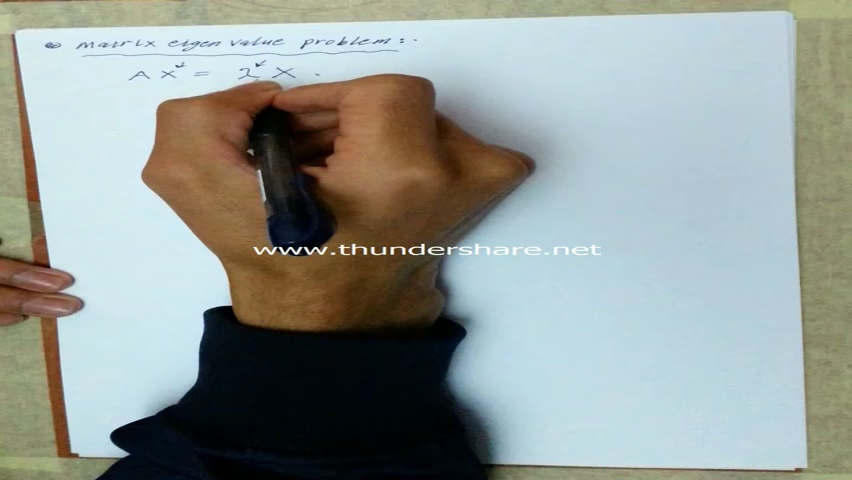 Matrix eigen value problem:.
A X = λ X .
www.thundershare.net